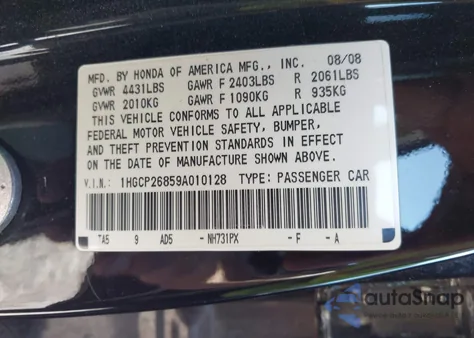 MFD. BY HONDA OF AMERICA MFG., INC. 08/08
GVWR 4431LBS GAWR F 2403LBS R 2061LBS
GVWR 2010KG GAWR F 1090KG R 935KG
THIS VEHICLE CONFORMS TO ALL APPLICABLE
FEDERAL MOTOR VEHICLE SAFETY, BUMPER,
AND THEFT PREVENTION STANDARDS IN EFFECT
ON THE DATE OF MANUFACTURE SHOWN ABOVE.
V.I.N.: 1HGCP26859A010128 TYPE: PASSENGER CAR
TA5 9 AD5 - NH731PX - F - A
autoSnap